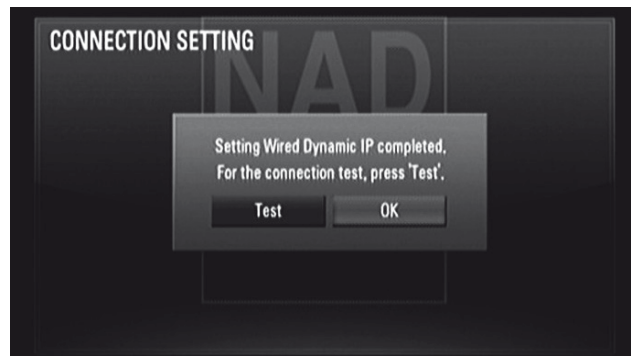 CONNECTION SETTING
NAD
Setting Wired Dynamic IP completed.
For the connection test, press 'Test'.
Test
OK